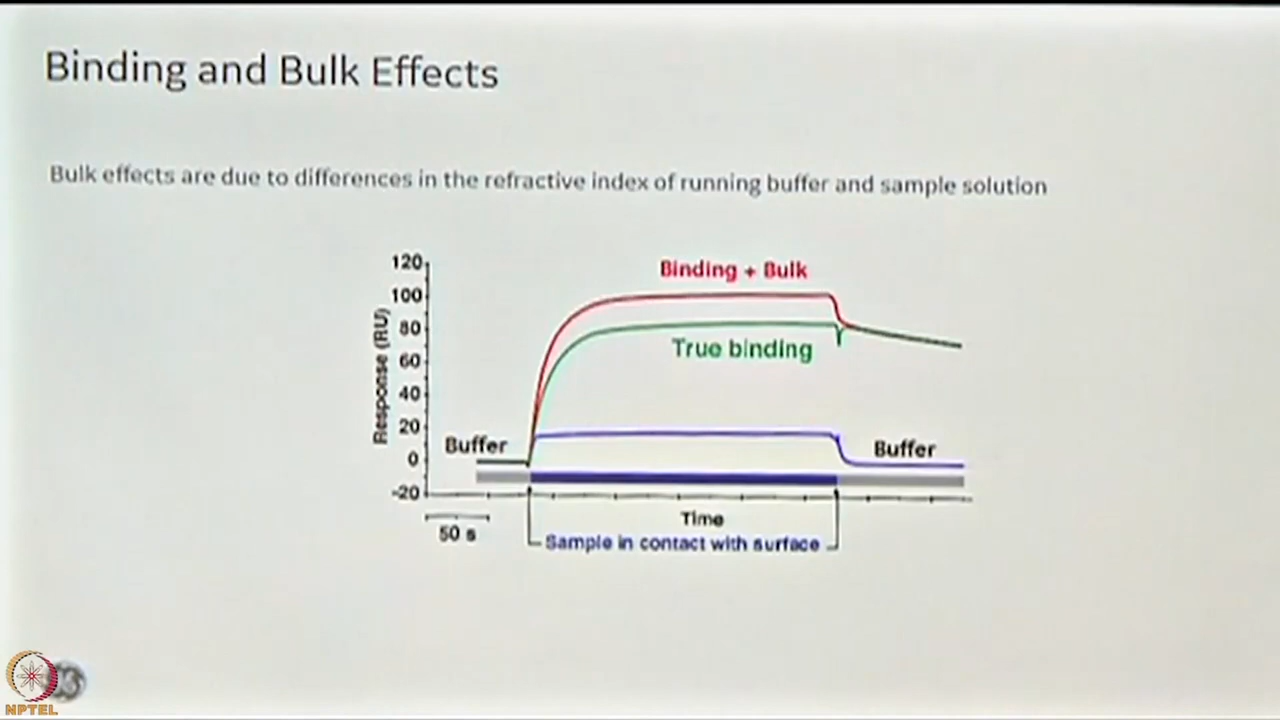 Binding and Bulk Effects
Bulk effects are due to differences in the refractive index of running buffer and sample solution
120
100
80
60
40
20
0
-20
Response (RU)
Binding + Bulk
True binding
Buffer
Buffer
Time
50 s
Sample in contact with surface
NPTEL